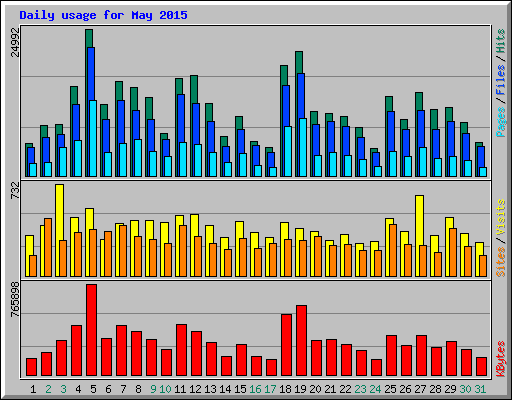 Daily usage for May 2015
24992
Pages / Files / Hits
732
Sites / Visits
765898
KBytes
1 2 3 4 5 6 7 8 9 10 11 12 13 14 15 16 17 18 19 20 21 22 23 24 25 26 27 28 29 30 31